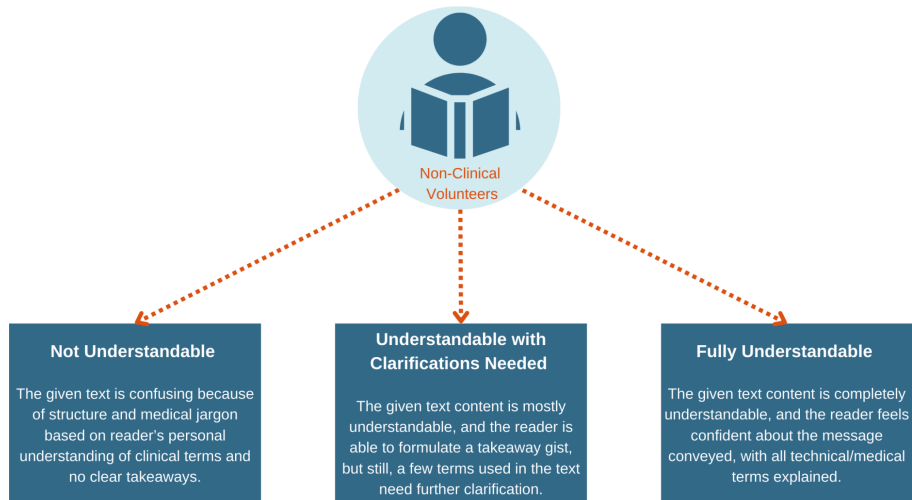 Non-Clinical
Volunteers
Not Understandable
The given text is confusing because
of structure and medical jargon
based on reader's personal
understanding of clinical terms and
no clear takeaways.
Understandable with
Clarifications Needed
The given text content is mostly
understandable, and the reader is
able to formulate a takeaway gist,
but still, a few terms used in the text
need further clarification.
Fully Understandable
The given text content is completely
understandable, and the reader feels
confident about the message
conveyed, with all technical/medical
terms explained.